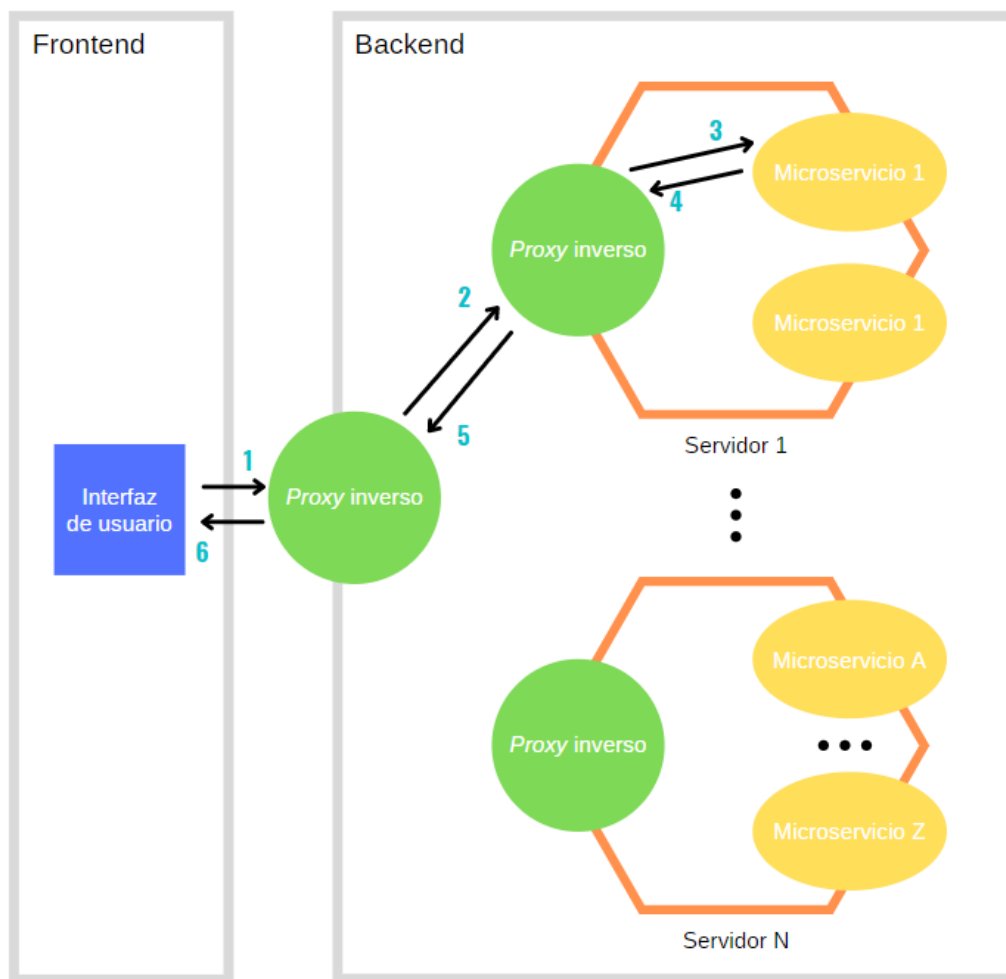 Frontend
Backend
3
Microservicio 1
4
Proxy inverso
2
Microservicio 1
5
Servidor 1
1
Interfaz
de usuario
Proxy inverso
6
Microservicio A
Proxy inverso
Microservicio Z
Servidor N